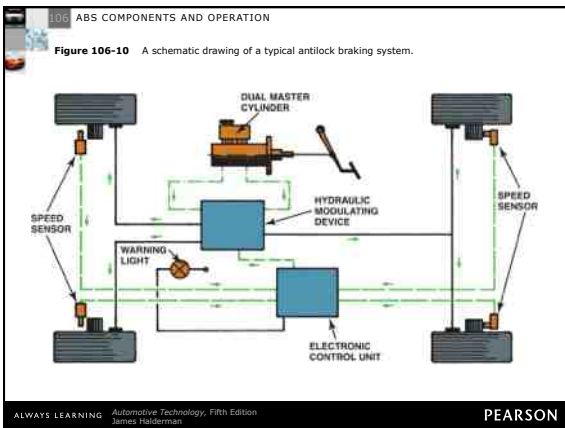 106 ABS COMPONENTS AND OPERATION
Figure 106-10 A schematic drawing of a typical antilock braking system.
DUAL MASTER
CYLINDER
HYDRAULIC
MODULATING
DEVICE
SPEED
SENSOR
SPEED
SENSOR
WARNING
LIGHT
ELECTRONIC
CONTROL UNIT
ALWAYS LEARNING
Automotive Technology, Fifth Edition
James Halderman
PEARSON